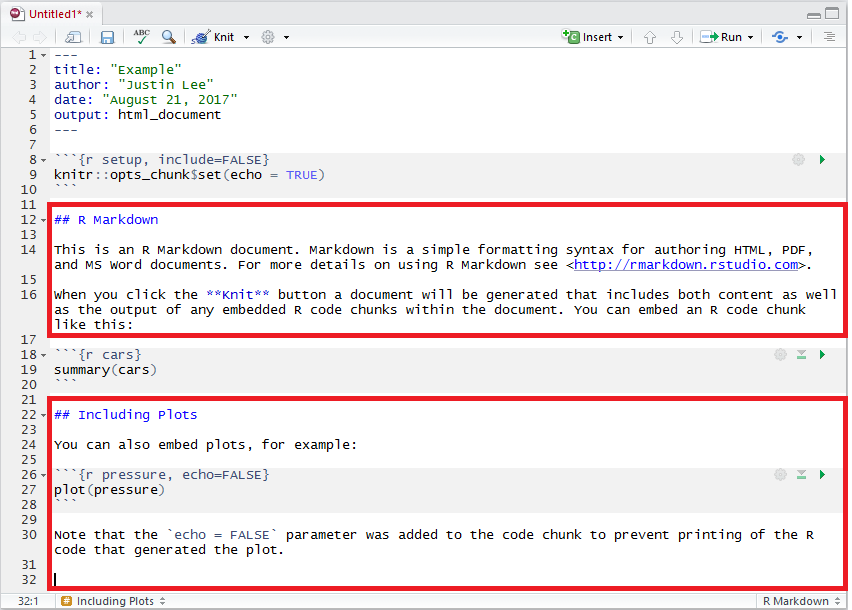 Untitled1*
ABC Knit Insert Run
1 ---
2 title: "Example"
3 author: "Justin Lee"
4 date: "August 21, 2017"
5 output: html_document
6 ---
7
8 ```{r setup, include=FALSE}
9 knitr::opts_chunk$set(echo = TRUE)
10 ```
11
12 ## R Markdown
13
14 This is an R Markdown document. Markdown is a simple formatting syntax for authoring HTML, PDF,
and MS Word documents. For more details on using R Markdown see <http://rmarkdown.rstudio.com>.
15
16 When you click the **Knit** button a document will be generated that includes both content as well
as the output of any embedded R code chunks within the document. You can embed an R code chunk
like this:
17
18 ```{r cars}
19 summary(cars)
20 ```
21
22 ## Including Plots
23
24 You can also embed plots, for example:
25
26 ```{r pressure, echo=FALSE}
27 plot(pressure)
28 ```
29
30 Note that the `echo = FALSE` parameter was added to the code chunk to prevent printing of the R
code that generated the plot.
31
32
32:1 # Including Plots R Markdown